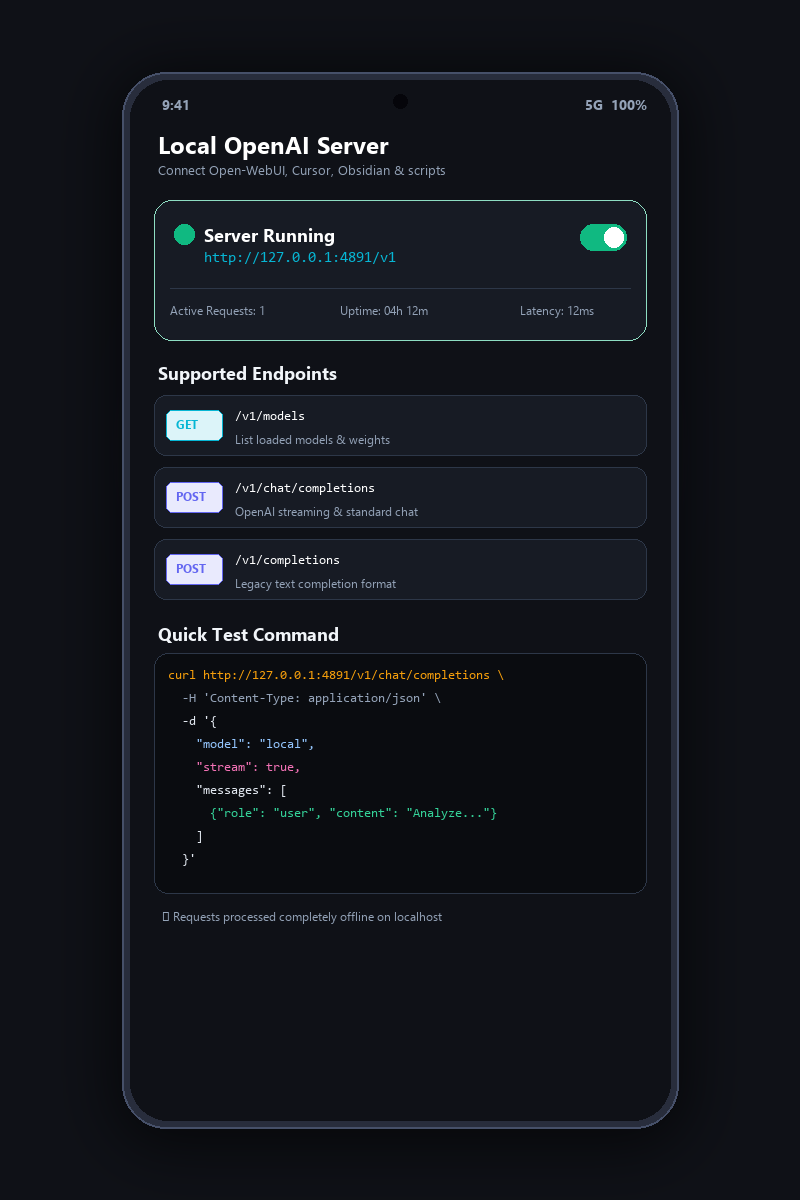 9:41
5G 100%
Local OpenAI Server
Connect Open-WebUI, Cursor, Obsidian & scripts
Server Running
http://127.0.0.1:4891/v1
Active Requests: 1
Uptime: 04h 12m
Latency: 12ms
Supported Endpoints
GET
/v1/models
List loaded models & weights
POST
/v1/chat/completions
OpenAI streaming & standard chat
POST
/v1/completions
Legacy text completion format
Quick Test Command
curl http://127.0.0.1:4891/v1/chat/completions \
  -H 'Content-Type: application/json' \
  -d '{
    "model": "local",
    "stream": true,
    "messages": [
      {"role": "user", "content": "Analyze..."}
    ]
  }'
Requests processed completely offline on localhost